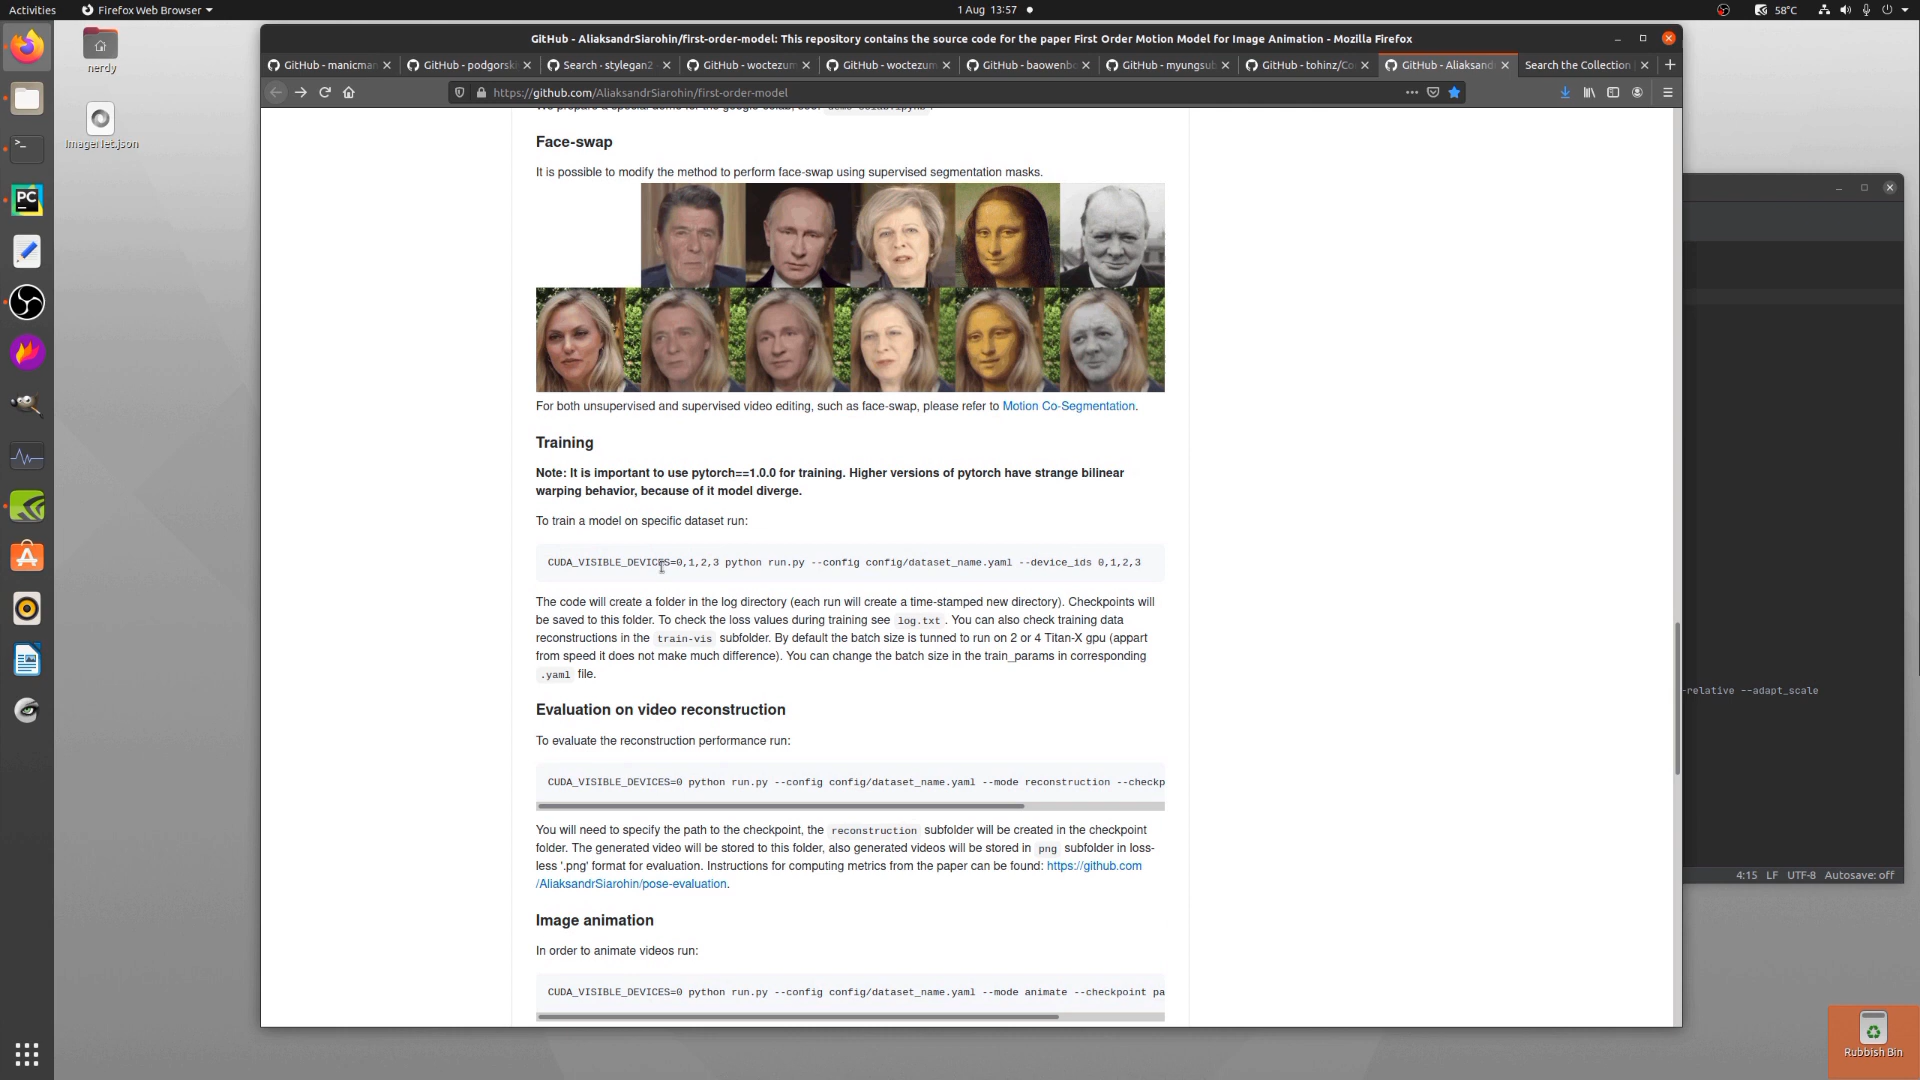 Activities
Firefox Web Browser
1 Aug 13:57
58°C
nerdy
ImageNet.json
GitHub - AliaksandrSiarohin/first-order-model: This repository contains the source code for the paper First Order Motion Model for Image Animation - Mozilla Firefox
GitHub - manicman
GitHub - podgorski
Search - stylegan2 -
GitHub - woctezum
GitHub - woctezum
GitHub - baowenbo
GitHub - myungsub
GitHub - tohinz/Co
GitHub - Aliaksand
Search the Collection
https://github.com/AliaksandrSiarohin/first-order-model
Face-swap
It is possible to modify the method to perform face-swap using supervised segmentation masks.
For both unsupervised and supervised video editing, such as face-swap, please refer to Motion Co-Segmentation.
Training
Note: It is important to use pytorch==1.0.0 for training. Higher versions of pytorch have strange bilinear
warping behavior, because of it model diverge.
To train a model on specific dataset run:
CUDA_VISIBLE_DEVICES=0,1,2,3 python run.py --config config/dataset_name.yaml --device_ids 0,1,2,3
The code will create a folder in the log directory (each run will create a time-stamped new directory). Checkpoints will
be saved to this folder. To check the loss values during training see log.txt. You can also check training data
reconstructions in the train-vis subfolder. By default the batch size is tunned to run on 2 or 4 Titan-X gpu (appart
from speed it does not make much difference). You can change the batch size in the train_params in corresponding
.yaml file.
Evaluation on video reconstruction
To evaluate the reconstruction performance run:
CUDA_VISIBLE_DEVICES=0 python run.py --config config/dataset_name.yaml --mode reconstruction --checkp
You will need to specify the path to the checkpoint, the reconstruction subfolder will be created in the checkpoint
folder. The generated video will be stored to this folder, also generated videos will be stored in png subfolder in loss-
less '.png' format for evaluation. Instructions for computing metrics from the paper can be found: https://github.com
/AliaksandrSiarohin/pose-evaluation.
Image animation
In order to animate videos run:
CUDA_VISIBLE_DEVICES=0 python run.py --config config/dataset_name.yaml --mode animate --checkpoint pa
-relative --adapt_scale
4:15 LF UTF-8 Autosave: off
Rubbish Bin